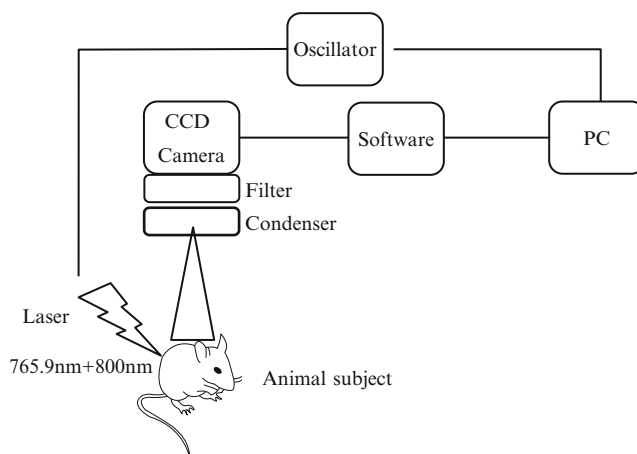 Oscillator
CCD
Camera
Software
PC
Filter
Condenser
Laser
765.9nm+800nm
Animal subject